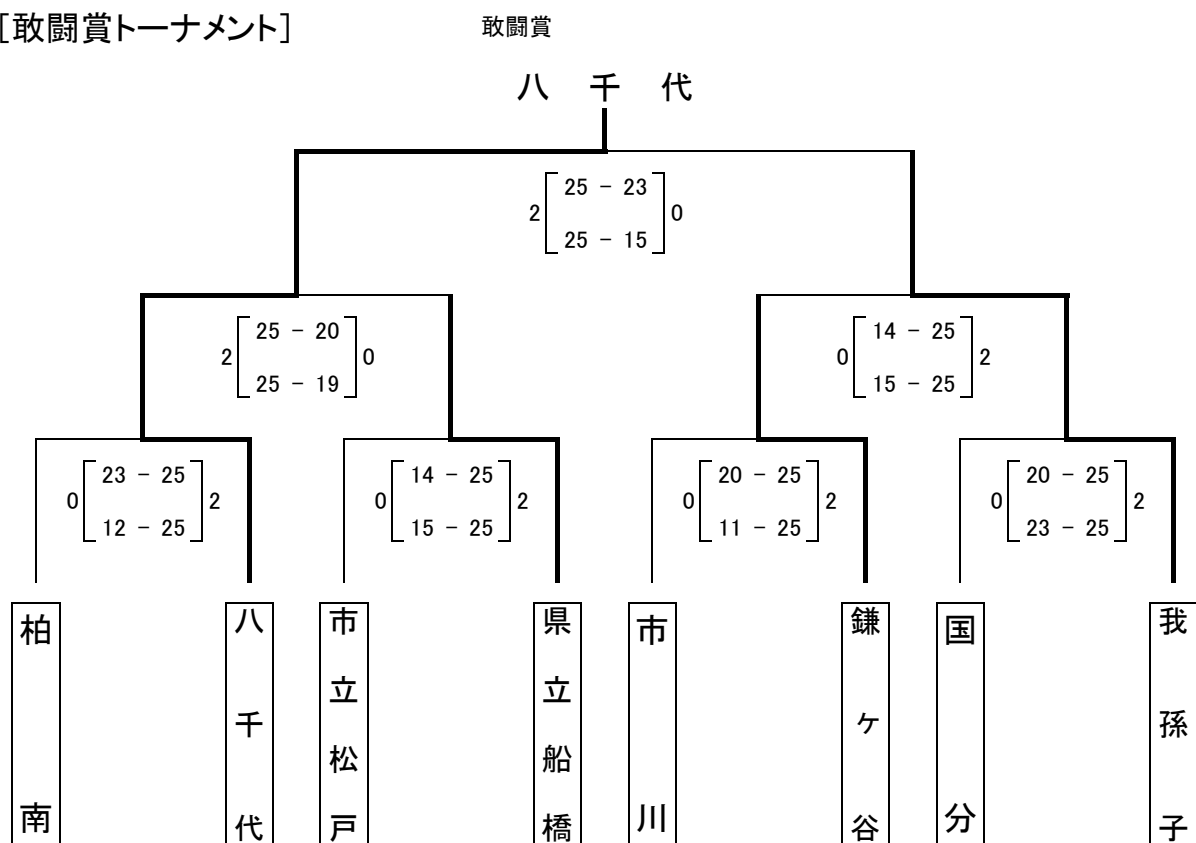 [敢闘賞トーナメント]
敢闘賞
八 千 代
25 - 23
2 0
25 - 15
25 - 20 14 - 25
2 0 0 2
25 - 19 15 - 25
23 - 25 14 - 25 20 - 25 20 - 25
0 2 0 2 0 2 0 2
12 - 25 15 - 25 11 - 25 23 - 25
柏南
八千代
市立松戸
県立船橋
市川
鎌ケ谷
国分
我孫子